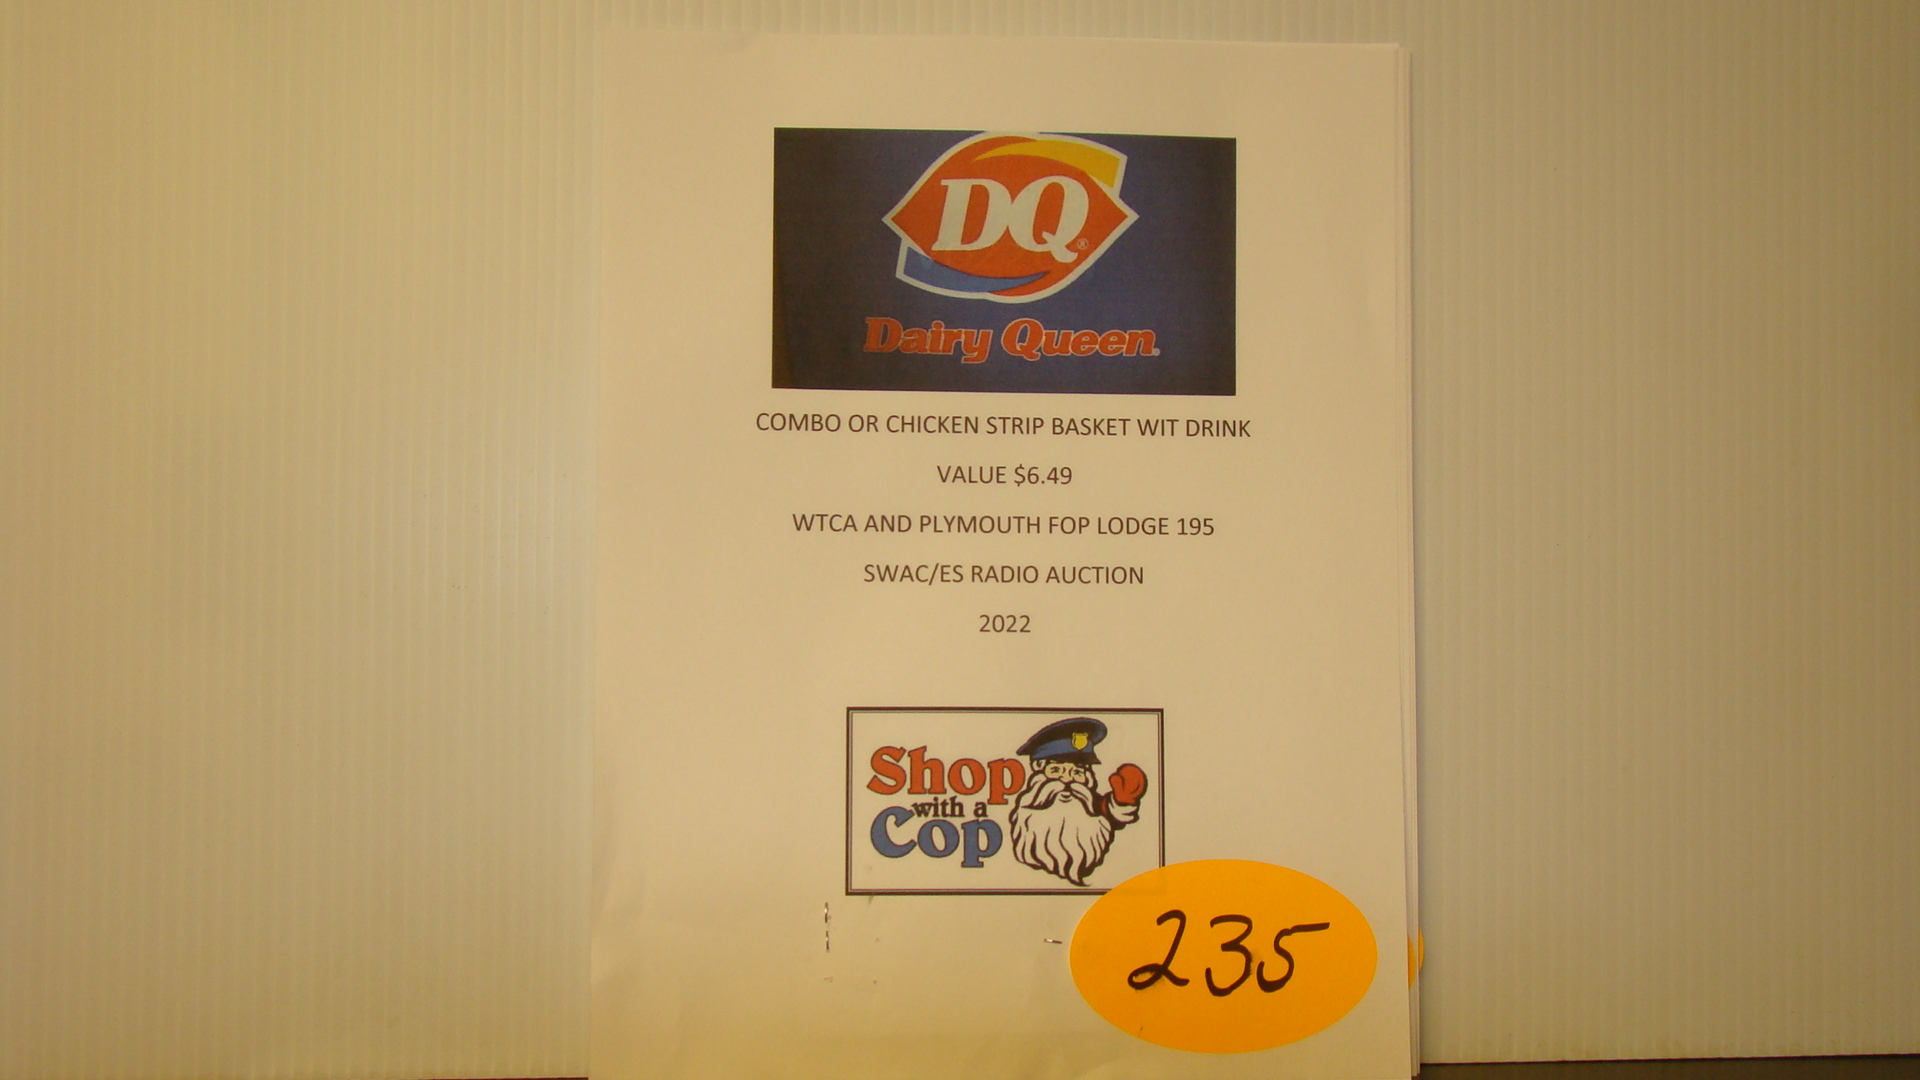 DQ®
Dairy Queen®
COMBO OR CHICKEN STRIP BASKET WIT DRINK
VALUE $6.49
WTCA AND PLYMOUTH FOP LODGE 195
SWAC/ES RADIO AUCTION
2022
Shop
with a
Cop
235